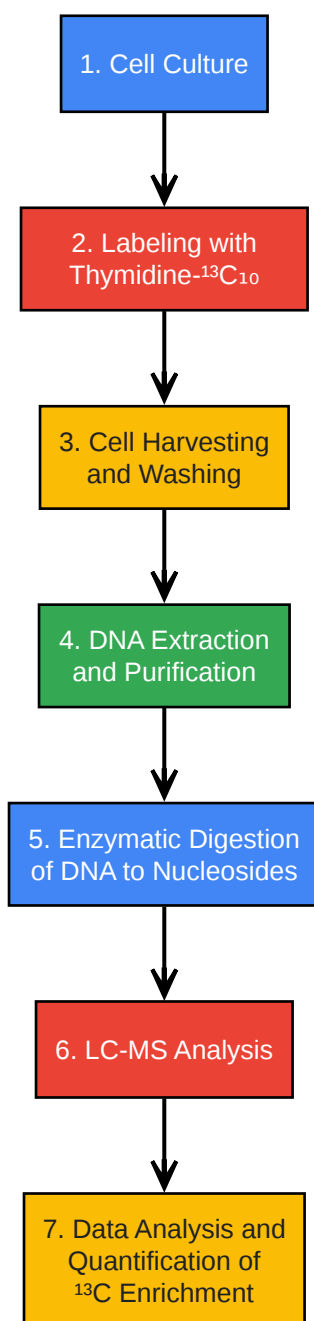 1. Cell Culture
2. Labeling with
Thymidine-¹³C₁₀
3. Cell Harvesting
and Washing
4. DNA Extraction
and Purification
5. Enzymatic Digestion
of DNA to Nucleosides
6. LC-MS Analysis
7. Data Analysis and
Quantification of
¹³C Enrichment